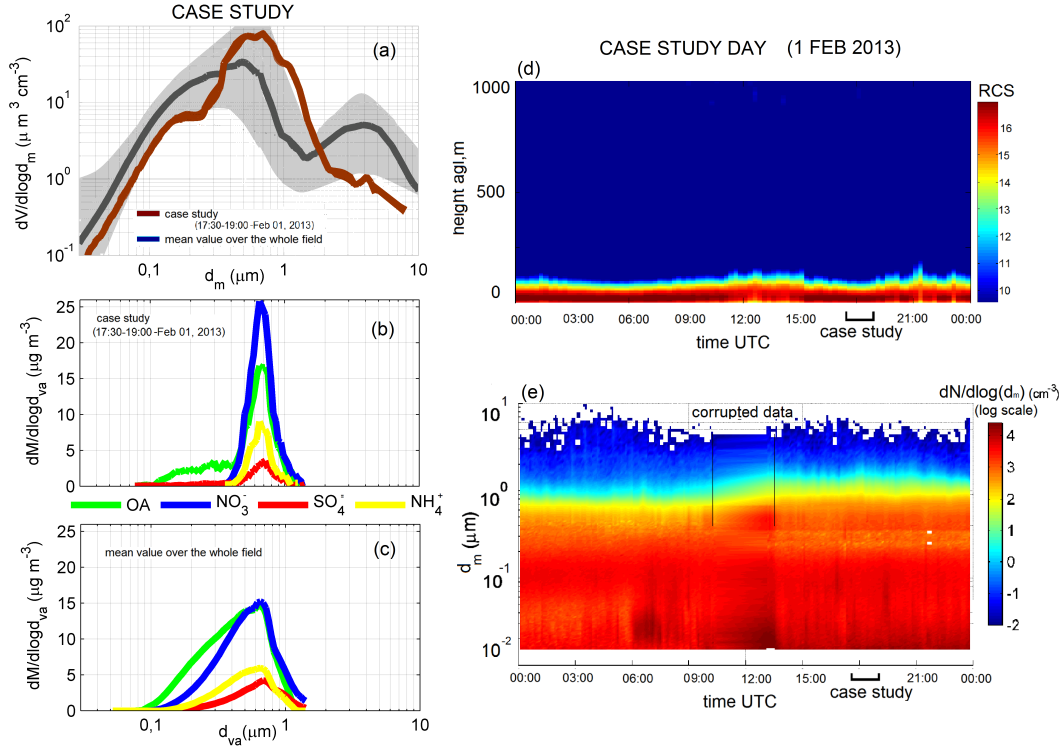 CASE STUDY
(a)
dV/dlogd_m (μ m ³ cm⁻³)
10²
10¹
10⁰
10⁻¹
case study
(17:30-19:00-Feb 01, 2013)
mean value over the whole field
0,1
1
10
d_m (μm)
(b)
case study
(17:30-19:00-Feb 01, 2013)
dM/dlogd_va (μg m⁻³)
25
20
15
10
5
0
OA NO₃⁻ SO₄⁼ NH₄⁺
(c)
mean value over the whole field
dM/dlogd_va (μg m⁻³)
25
20
15
10
5
0
0,1
1
10
d_va(μm)
CASE STUDY DAY (1 FEB 2013)
(d)
height agl,m
1000
500
0
RCS
16
15
14
13
12
11
10
00:00 03:00 06:00 09:00 12:00 15:00 21:00 00:00
case study
time UTC
(e)
dN/dlog(d_m) (cm⁻³)
(log scale)
corrupted data
d_m (μm)
10¹
10⁰
10⁻¹
10⁻²
4
3
2
1
0
-1
-2
00:00 03:00 06:00 09:00 12:00 15:00 18:00 21:00 00:00
case study
time UTC